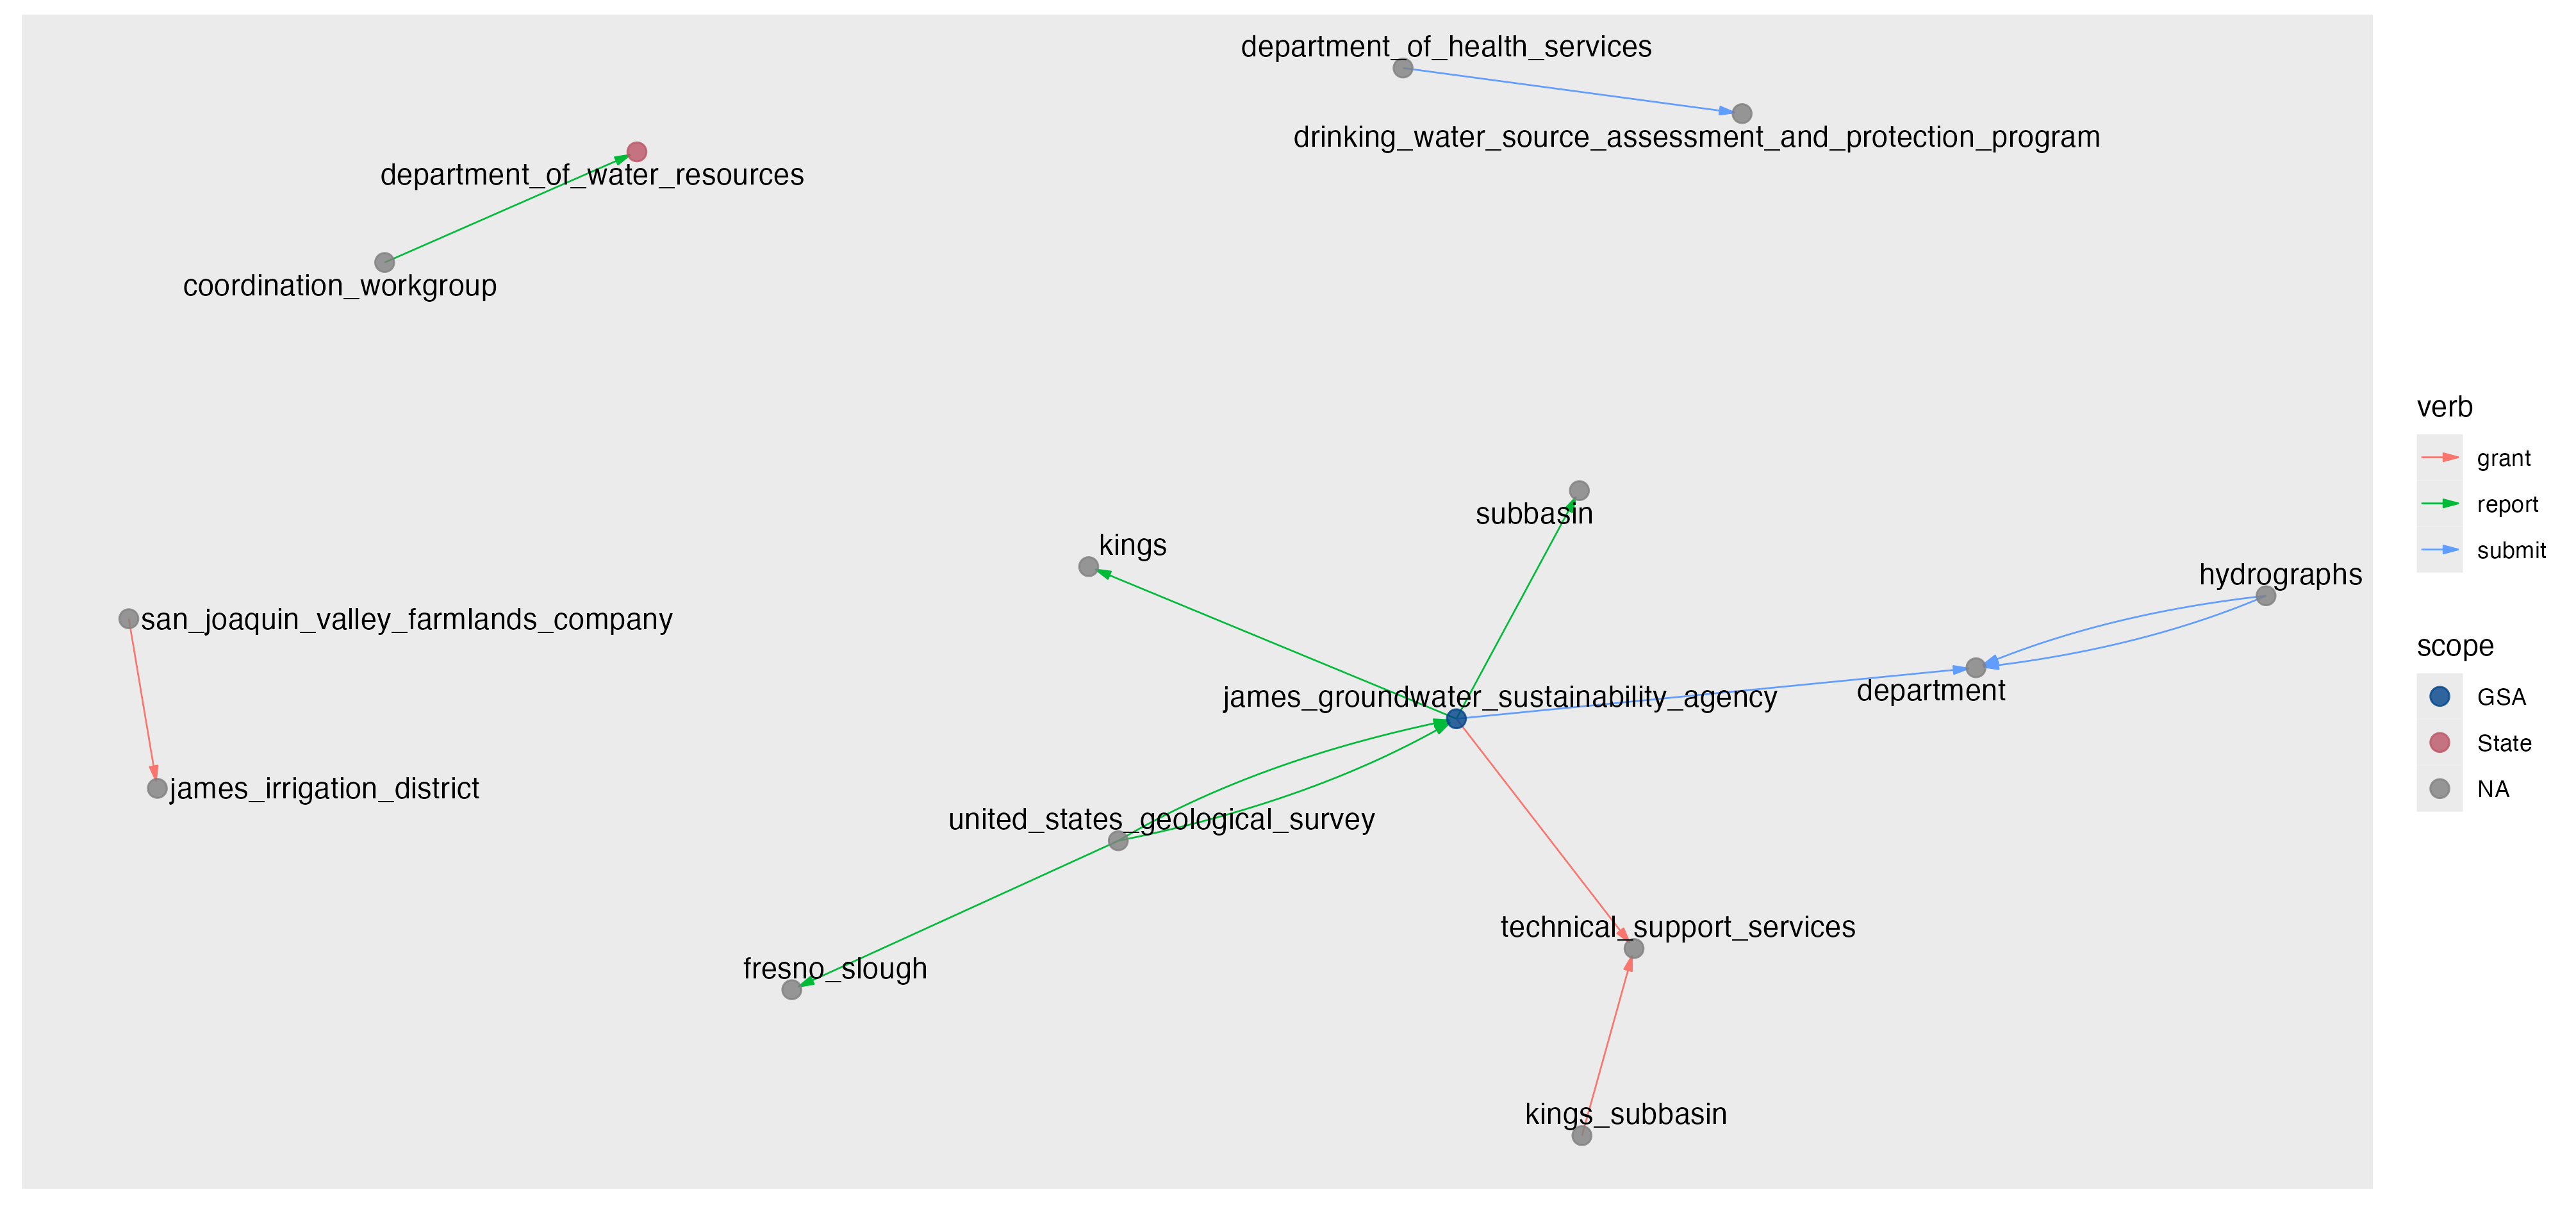 department_of_health_services
drinking_water_source_assessment_and_protection_program
department_of_water_resources
coordination_workgroup
subbasin
kings
hydrographs
san_joaquin_valley_farmlands_company
department
james_groundwater_sustainability_agency
james_irrigation_district
united_states_geological_survey
technical_support_services
fresno_slough
kings_subbasin
verb
grant
report
submit
scope
GSA
State
NA